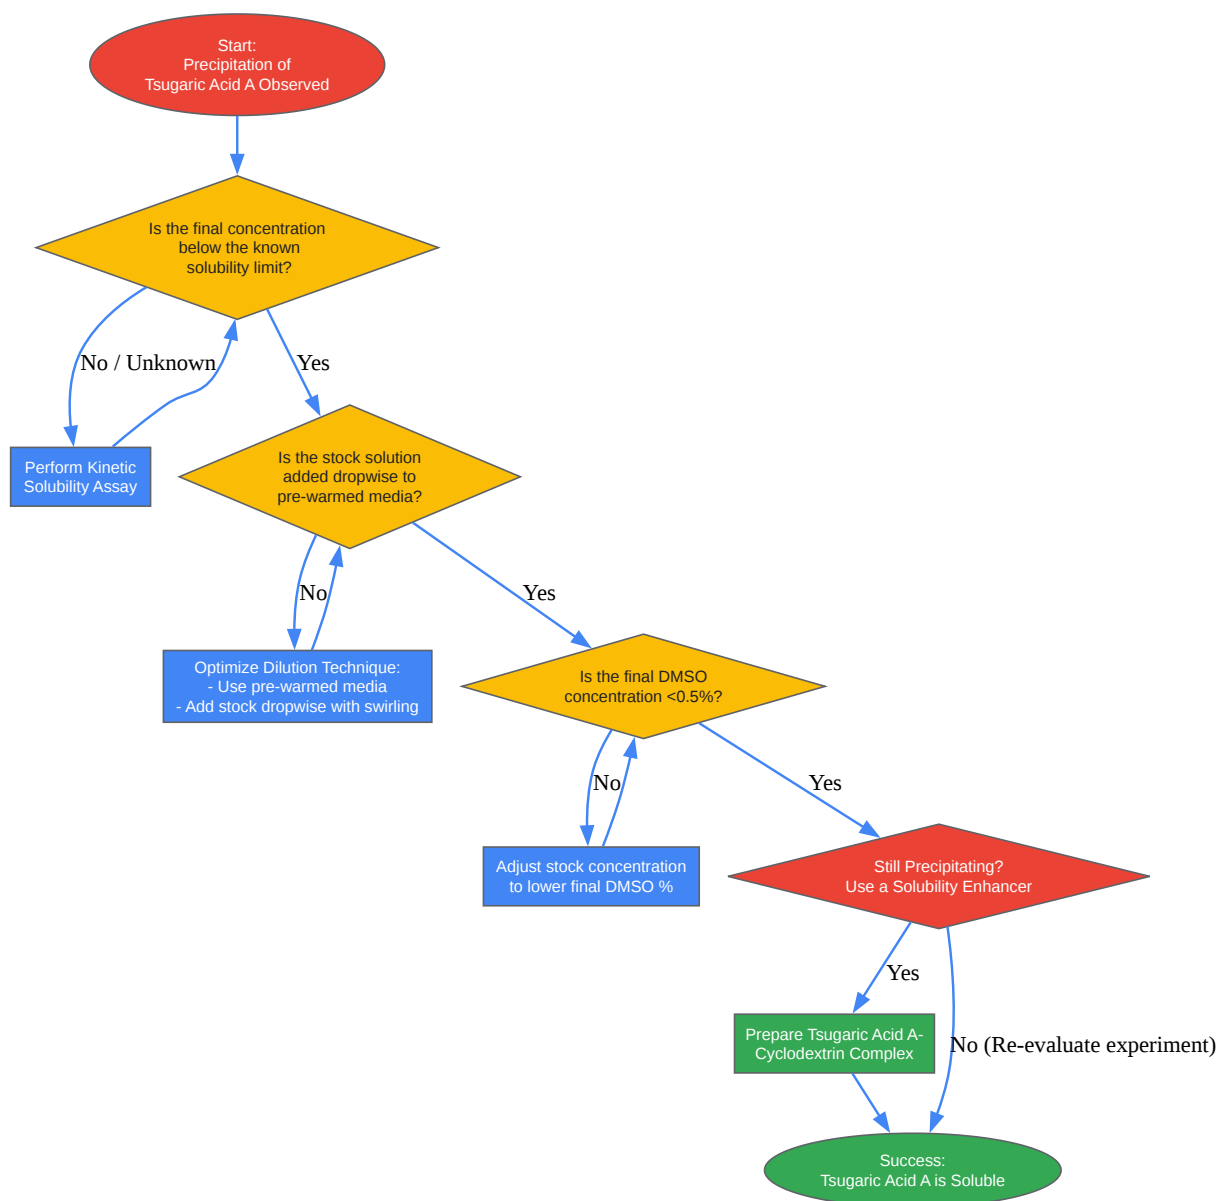 Start:
Precipitation of
Tsugaric Acid A Observed
Is the final concentration
below the known
solubility limit?
No / Unknown
Yes
Perform Kinetic
Solubility Assay
Is the stock solution
added dropwise to
pre-warmed media?
No
Yes
Optimize Dilution Technique:
- Use pre-warmed media
- Add stock dropwise with swirling
Is the final DMSO
concentration <0.5%?
No
Yes
Adjust stock concentration
to lower final DMSO %
Still Precipitating?
Use a Solubility Enhancer
Yes
No (Re-evaluate experiment)
Prepare Tsugaric Acid A-
Cyclodextrin Complex
Success:
Tsugaric Acid A is Soluble